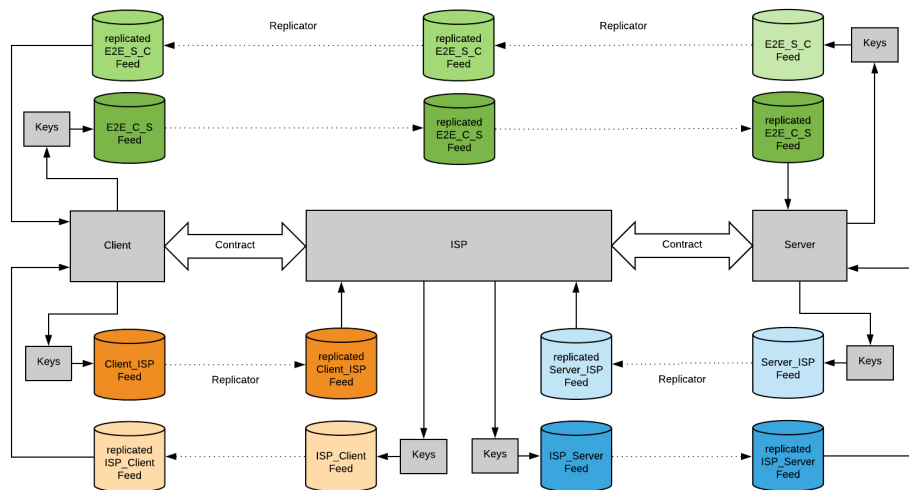 Replicator
Replicator
replicated
E2E_S_C
Feed
replicated
E2E_S_C
Feed
E2E_S_C
Feed
Keys
Keys
E2E_C_S
Feed
replicated
E2E_C_S
Feed
replicated
E2E_C_S
Feed
Client
Contract
ISP
Contract
Server
Keys
Client_ISP
Feed
Replicator
replicated
Client_ISP
Feed
replicated
Server_ISP
Feed
Replicator
Server_ISP
Feed
Keys
replicated
ISP_Client
Feed
ISP_Client
Feed
Keys
Keys
ISP_Server
Feed
replicated
ISP_Server
Feed